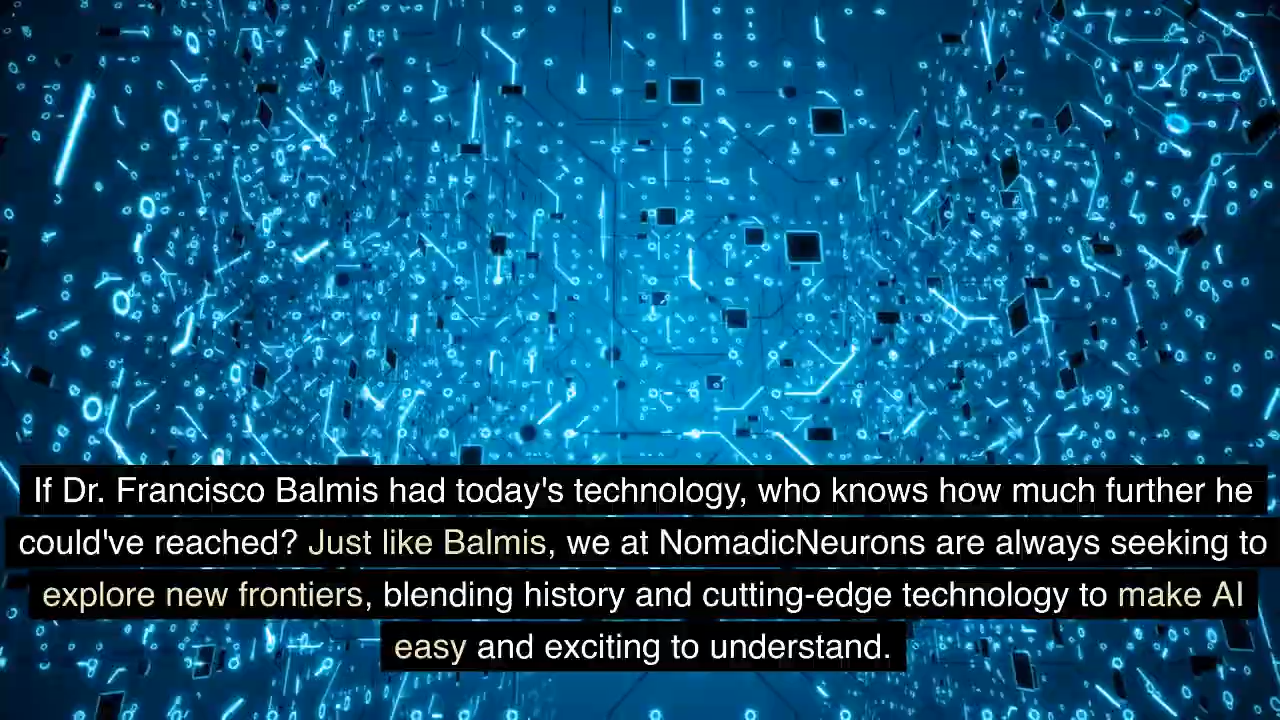 If Dr. Francisco Balmis had today's technology, who knows how much further he
could've reached? Just like Balmis, we at NomadicNeurons are always seeking to
explore new frontiers, blending history and cutting-edge technology to make AI
easy and exciting to understand.